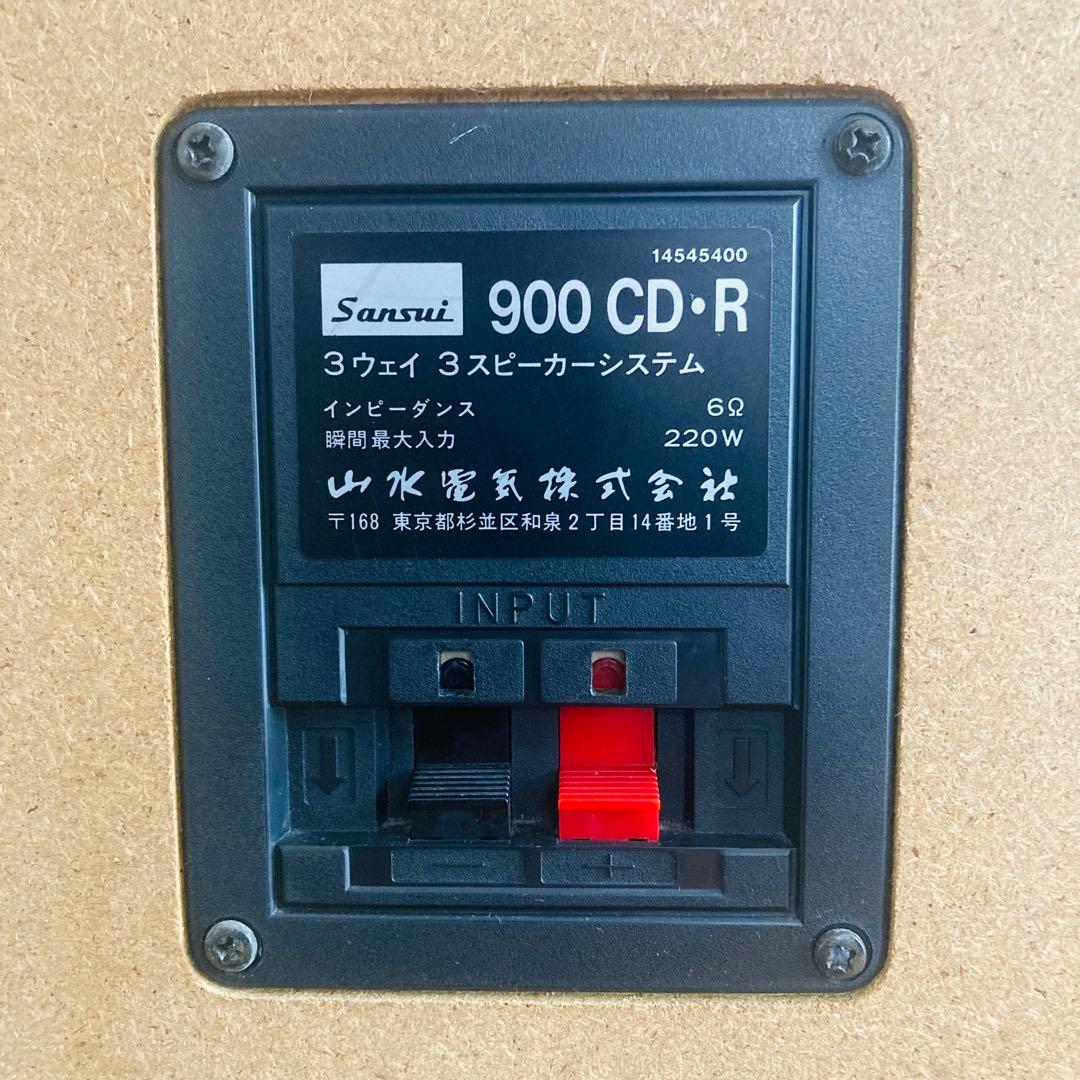 14545400
Sansui 900 CD・R
3ウェイ 3スピーカーシステム
インピーダンス 6Ω
瞬間最大入力 220W
山水電気株式会社
〒168 東京都杉並区和泉2丁目14番地1号
INPUT
− +